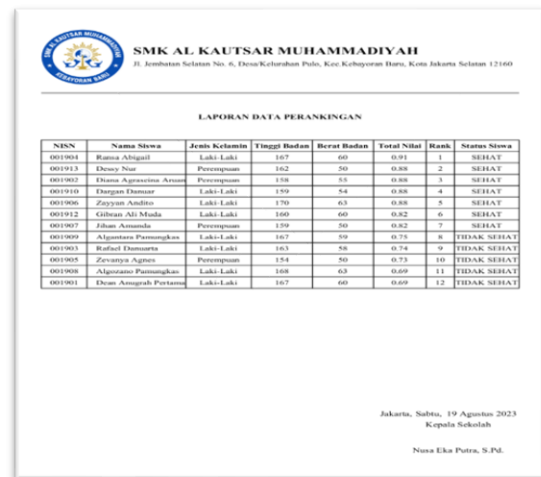 SMK AL KAUTSAR MUHAMMADIYAH
Jl. Jembatan Selatan No. 6, Desa/Kelurahan Pulo, Kec.Kebayoran Baru, Kota Jakarta Selatan 12160
LAPORAN DATA PERANKINGAN
NISN Nama Siswa Jenis Kelamin Tinggi Badan Berat Badan Total Nilai Rank Status Siswa
001904 Ransa Abigail Laki-Laki 167 60 0.91 1 SEHAT
001913 Dessy Nur Perempuan 162 50 0.88 2 SEHAT
001902 Diana Agrescina Aruan Perempuan 158 55 0.88 3 SEHAT
001910 Dargan Danuar Laki-Laki 159 54 0.88 4 SEHAT
001906 Zayyan Andito Laki-Laki 170 63 0.88 5 SEHAT
001912 Gibran Ali Muda Laki-Laki 160 60 0.82 6 SEHAT
001907 Jihan Amanda Perempuan 159 50 0.82 7 SEHAT
001909 Algantara Pamungkas Laki-Laki 167 59 0.75 8 TIDAK SEHAT
001903 Rafael Danuarta Laki-Laki 163 58 0.74 9 TIDAK SEHAT
001905 Zevanya Agnes Perempuan 154 50 0.73 10 TIDAK SEHAT
001908 Algozano Pamungkas Laki-Laki 168 63 0.69 11 TIDAK SEHAT
001901 Dean Anugrah Pertama Laki-Laki 167 60 0.69 12 TIDAK SEHAT
Jakarta, Sabtu, 19 Agustus 2023
Kepala Sekolah
Nusa Eka Putra, S.Pd.